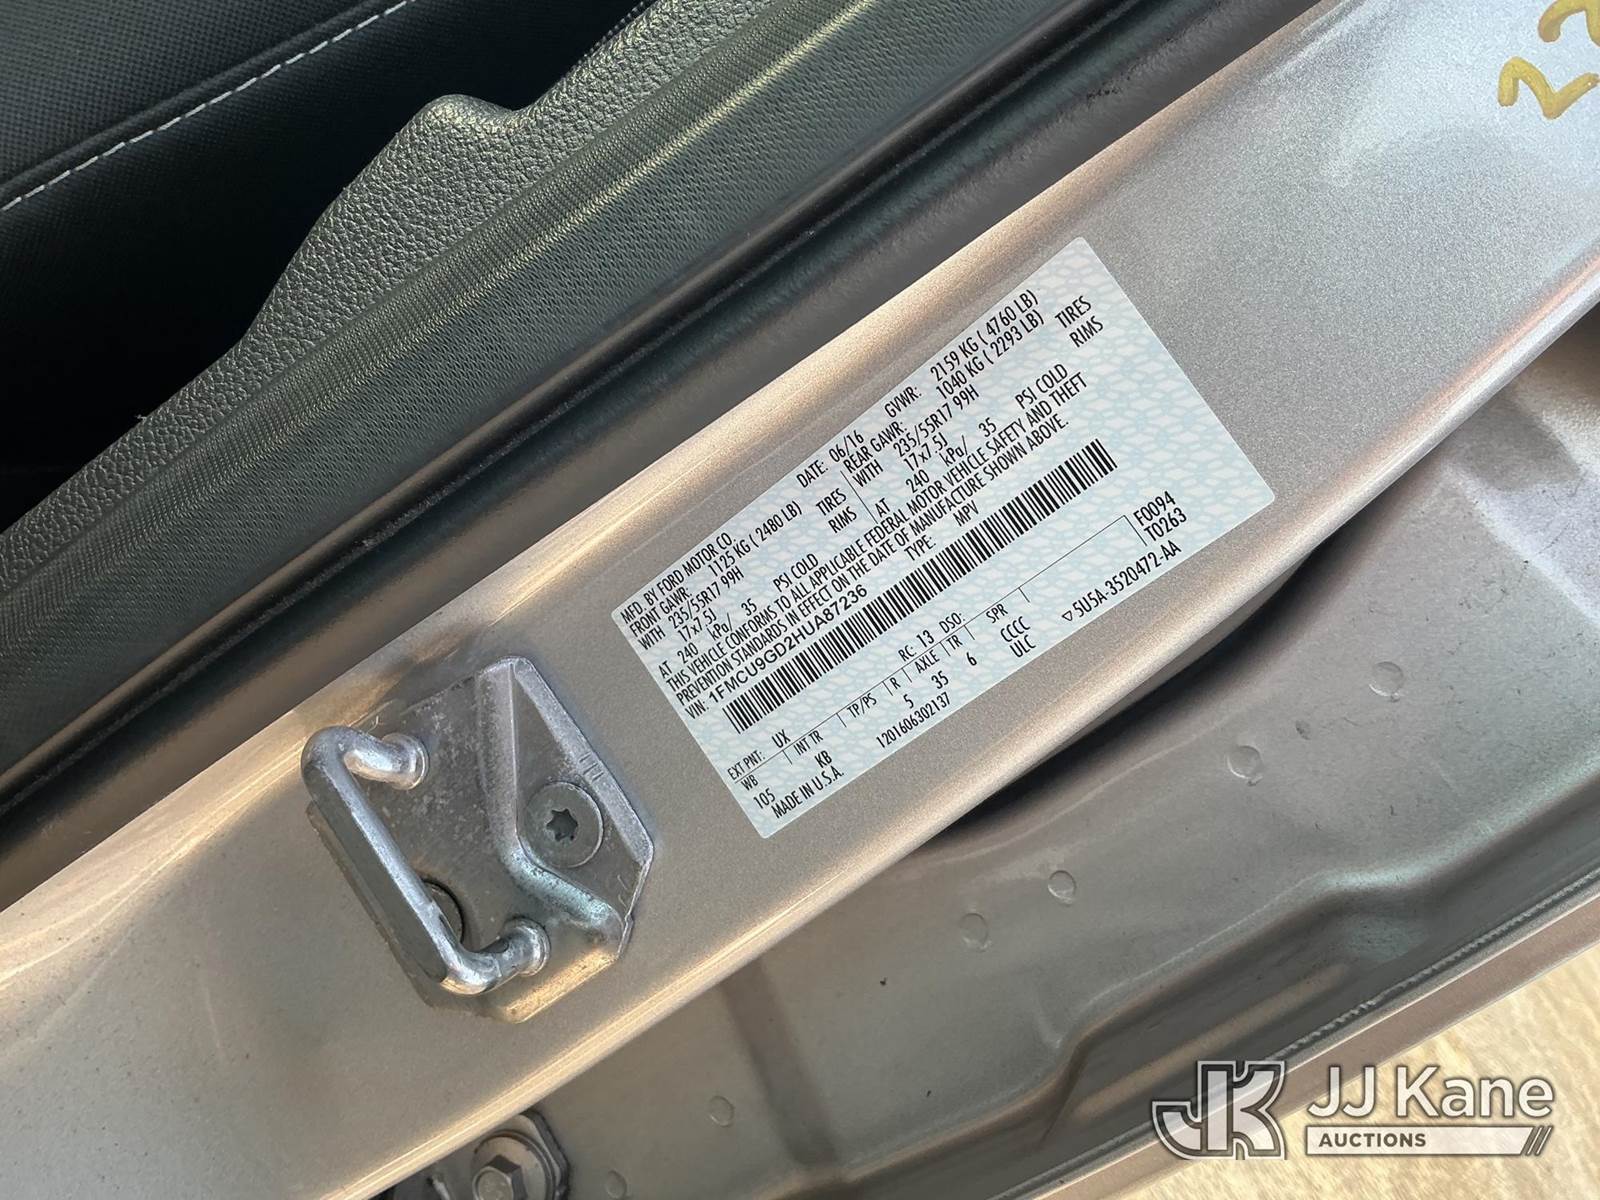 MFD. BY FORD MOTOR CO. DATE: 06/16 GVWR: 2159 KG ( 4760 LB)
FRONT GAWR: 1125 KG ( 2480 LB) REAR GAWR: 1040 KG ( 2293 LB)
WITH 235/55R17 99H TIRES WITH 235/55R17 99H TIRES
17x7.5J RIMS 17x7.5J RIMS
AT 240 kPa/ 35 PSI COLD AT 240 kPa/ 35 PSI COLD
THIS VEHICLE CONFORMS TO ALL APPLICABLE FEDERAL MOTOR VEHICLE SAFETY AND THEFT
PREVENTION STANDARDS IN EFFECT ON THE DATE OF MANUFACTURE SHOWN ABOVE.
VIN: 1FMCU9GD2HUA87236 TYPE: MPV
EXT PNT: UX RC: 13 DSO: F0094
WB INT TR TP/PS R AXLE TR SPR T0263
105 KB 5 35 6 CCCC
MADE IN U.S.A. 1201606302137 ULC ▽5U5A-3520472-AA
JK JJ Kane
AUCTIONS